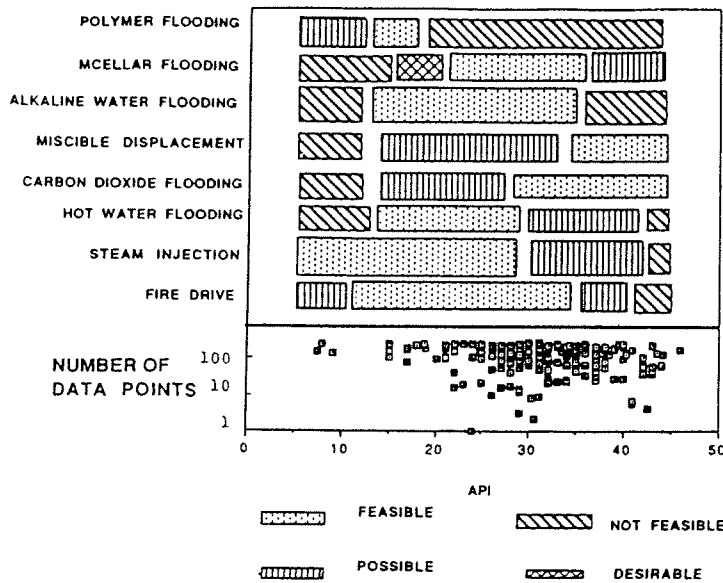 POLYMER FLOODING
MCELLAR FLOODING
ALKALINE WATER FLOODING
MISCIBLE DISPLACEMENT
CARBON DIOXIDE FLOODING
HOT WATER FLOODING
STEAM INJECTION
FIRE DRIVE
NUMBER OF
DATA POINTS
100
10
1
0 10 20 30 40 50
API
FEASIBLE
NOT FEASIBLE
POSSIBLE
DESIRABLE